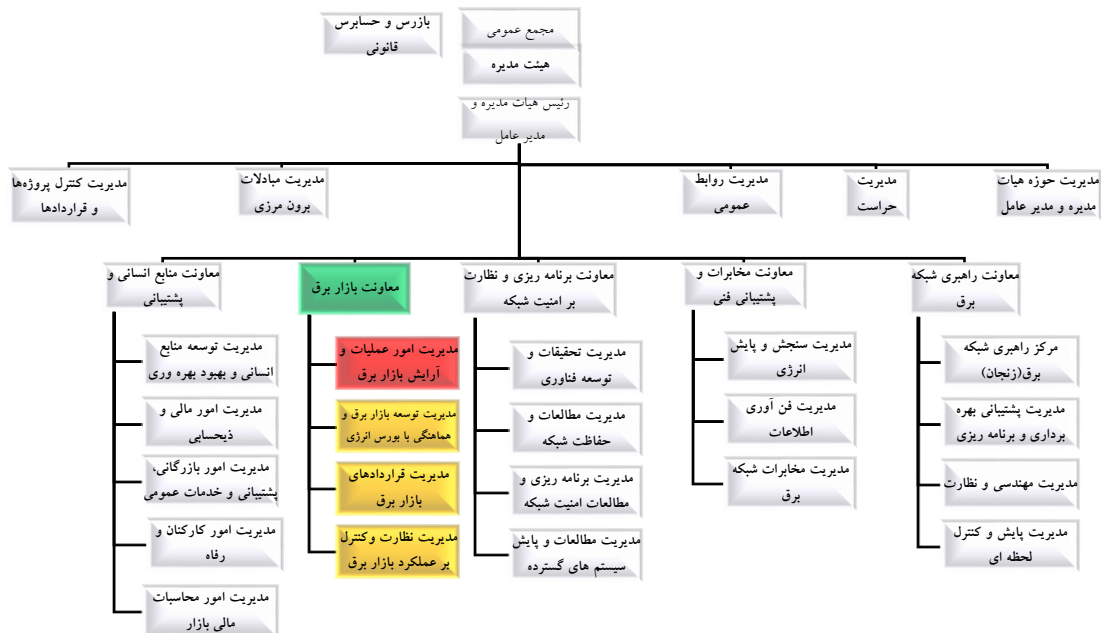 مجمع عمومی
بازرس و حسابرس
قانونی
هیئت مدیره
رئیس هیات مدیره و
مدیر عامل
مدیریت حوزه هیات
مدیره و مدیر عامل
مدیریت
حراست
مدیریت روابط
عمومی
مدیریت مبادلات
برون مرزی
مدیریت کنترل پروژه‌ها
و قراردادها
معاونت راهبری شبکه
برق
مرکز راهبری شبکه
برق(زنجان)
مدیریت پشتیبانی بهره
برداری و برنامه ریزی
مدیریت مهندسی و نظارت
مدیریت پایش و کنترل
لحظه ای
معاونت مخابرات و
پشتیبانی فنی
مدیریت سنجش و پایش
انرژی
مدیریت فن آوری
اطلاعات
مدیریت مخابرات شبکه
برق
معاونت برنامه ریزی و نظارت
بر امنیت شبکه
مدیریت تحقیقات و
توسعه فناوری
مدیریت مطالعات و
حفاظت شبکه
مدیریت برنامه ریزی و
مطالعات امنیت شبکه
مدیریت مطالعات و پایش
سیستم های گسترده
معاونت بازار برق
مدیریت امور عملیات و
آرایش بازار برق
مدیریت توسعه بازار برق و
هماهنگی با بورس انرژی
مدیریت قراردادهای
بازار برق
مدیریت نظارت وکنترل
بر عملکرد بازار برق
معاونت منابع انسانی و
پشتیبانی
مدیریت توسعه منابع
انسانی و بهبود بهره وری
مدیریت امور مالی و
ذیحسابی
مدیریت امور بازرگانی،
پشتیبانی و خدمات عمومی
مدیریت امور کارکنان و
رفاه
مدیریت امور محاسبات
مالی بازار